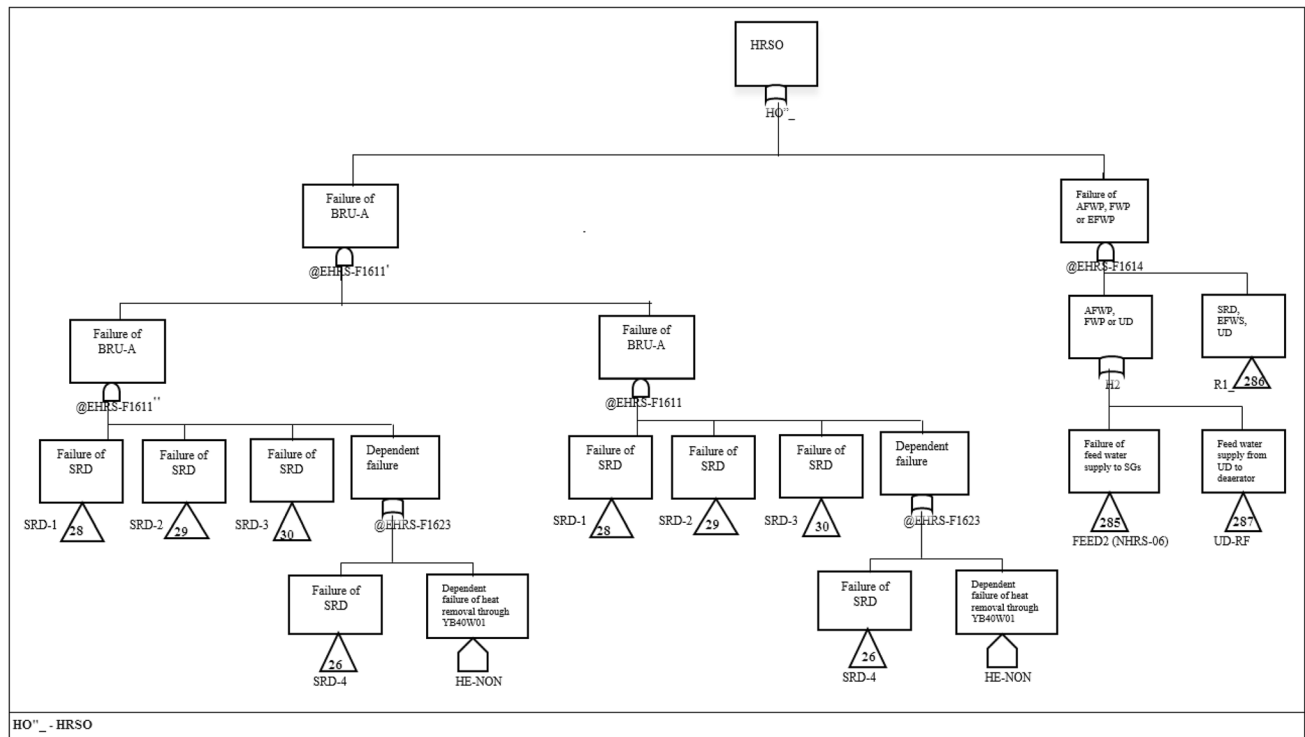 HRSO
HO"_
Failure of
BRU-A
@EHRS-F1611'
Failure of
AFWP, FWP
or EFWP
@EHRS-F1614
Failure of
BRU-A
@EHRS-F1611''
Failure of
BRU-A
@EHRS-F1611
AFWP,
FWP or UD
H2
SRD,
EFWS,
UD
R1_ 286
Failure of
SRD
SRD-1 28
Failure of
SRD
SRD-2 29
Failure of
SRD
SRD-3 30
Dependent
failure
@EHRS-F1623
Failure of
SRD
SRD-1 28
Failure of
SRD
SRD-2 29
Failure of
SRD
SRD-3 30
Dependent
failure
@EHRS-F1623
Failure of
feed water
supply to SGs
285
FEED2 (NHRS-06)
Feed water
supply from
UD to
deaerator
287
UD-RF
Failure of
SRD
26
SRD-4
Dependent
failure of heat
removal through
YB40W01
HE-NON
Failure of
SRD
26
SRD-4
Dependent
failure of heat
removal through
YB40W01
HE-NON
HO"_ - HRSO